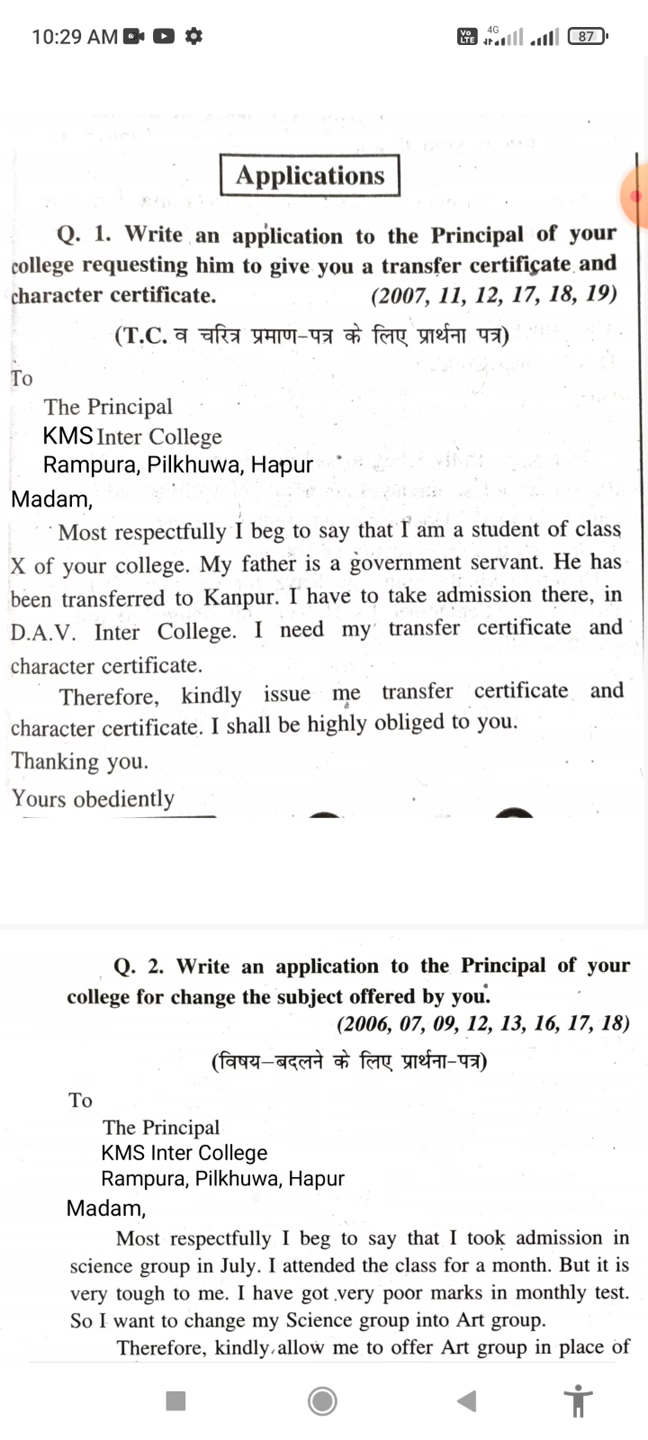 10:29 AM
Vo LTE 4G 87
Applications
Q. 1. Write an application to the Principal of your
college requesting him to give you a transfer certificate and
character certificate. (2007, 11, 12, 17, 18, 19)
(T.C. व चरित्र प्रमाण-पत्र के लिए प्रार्थना पत्र)
To
The Principal
KMS Inter College
Rampura, Pilkhuwa, Hapur
Madam,
Most respectfully I beg to say that I am a student of class
X of your college. My father is a government servant. He has
been transferred to Kanpur. I have to take admission there, in
D.A.V. Inter College. I need my transfer certificate and
character certificate.
Therefore, kindly issue me transfer certificate and
character certificate. I shall be highly obliged to you.
Thanking you.
Yours obediently
Q. 2. Write an application to the Principal of your
college for change the subject offered by you.
(2006, 07, 09, 12, 13, 16, 17, 18)
(विषय-बदलने के लिए प्रार्थना-पत्र)
To
The Principal
KMS Inter College
Rampura, Pilkhuwa, Hapur
Madam,
Most respectfully I beg to say that I took admission in
science group in July. I attended the class for a month. But it is
very tough to me. I have got very poor marks in monthly test.
So I want to change my Science group into Art group.
Therefore, kindly allow me to offer Art group in place of